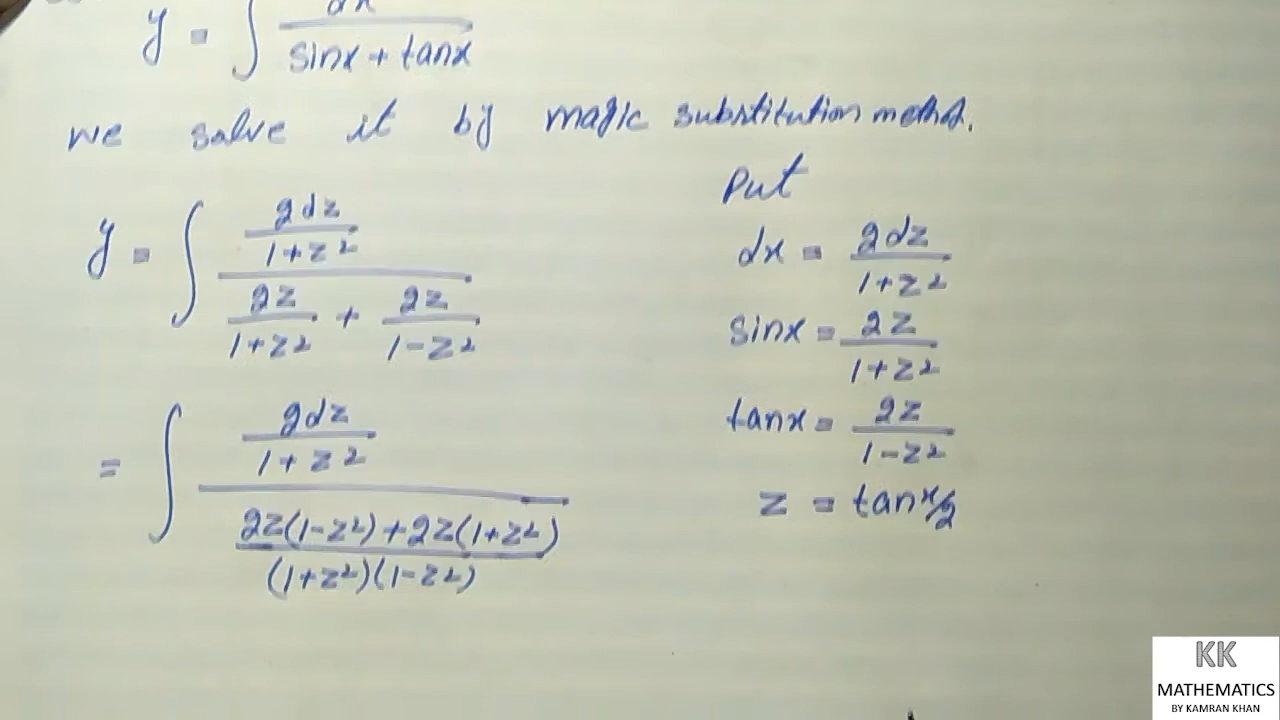 y = ∫ dx / (sinx + tanx)
we solve it by magic substitution method.
Put
y = ∫ (2dz / (1+z²)) / (2z / (1+z²) + 2z / (1-z²))
dx = 2dz / (1+z²)
sinx = 2z / (1+z²)
= ∫ (2dz / (1+z²)) / ((2z(1-z²)+2z(1+z²)) / ((1+z²)(1-z²)))
tanx = 2z / (1-z²)
z = tan x/2
KK
MATHEMATICS
BY KAMRAN KHAN